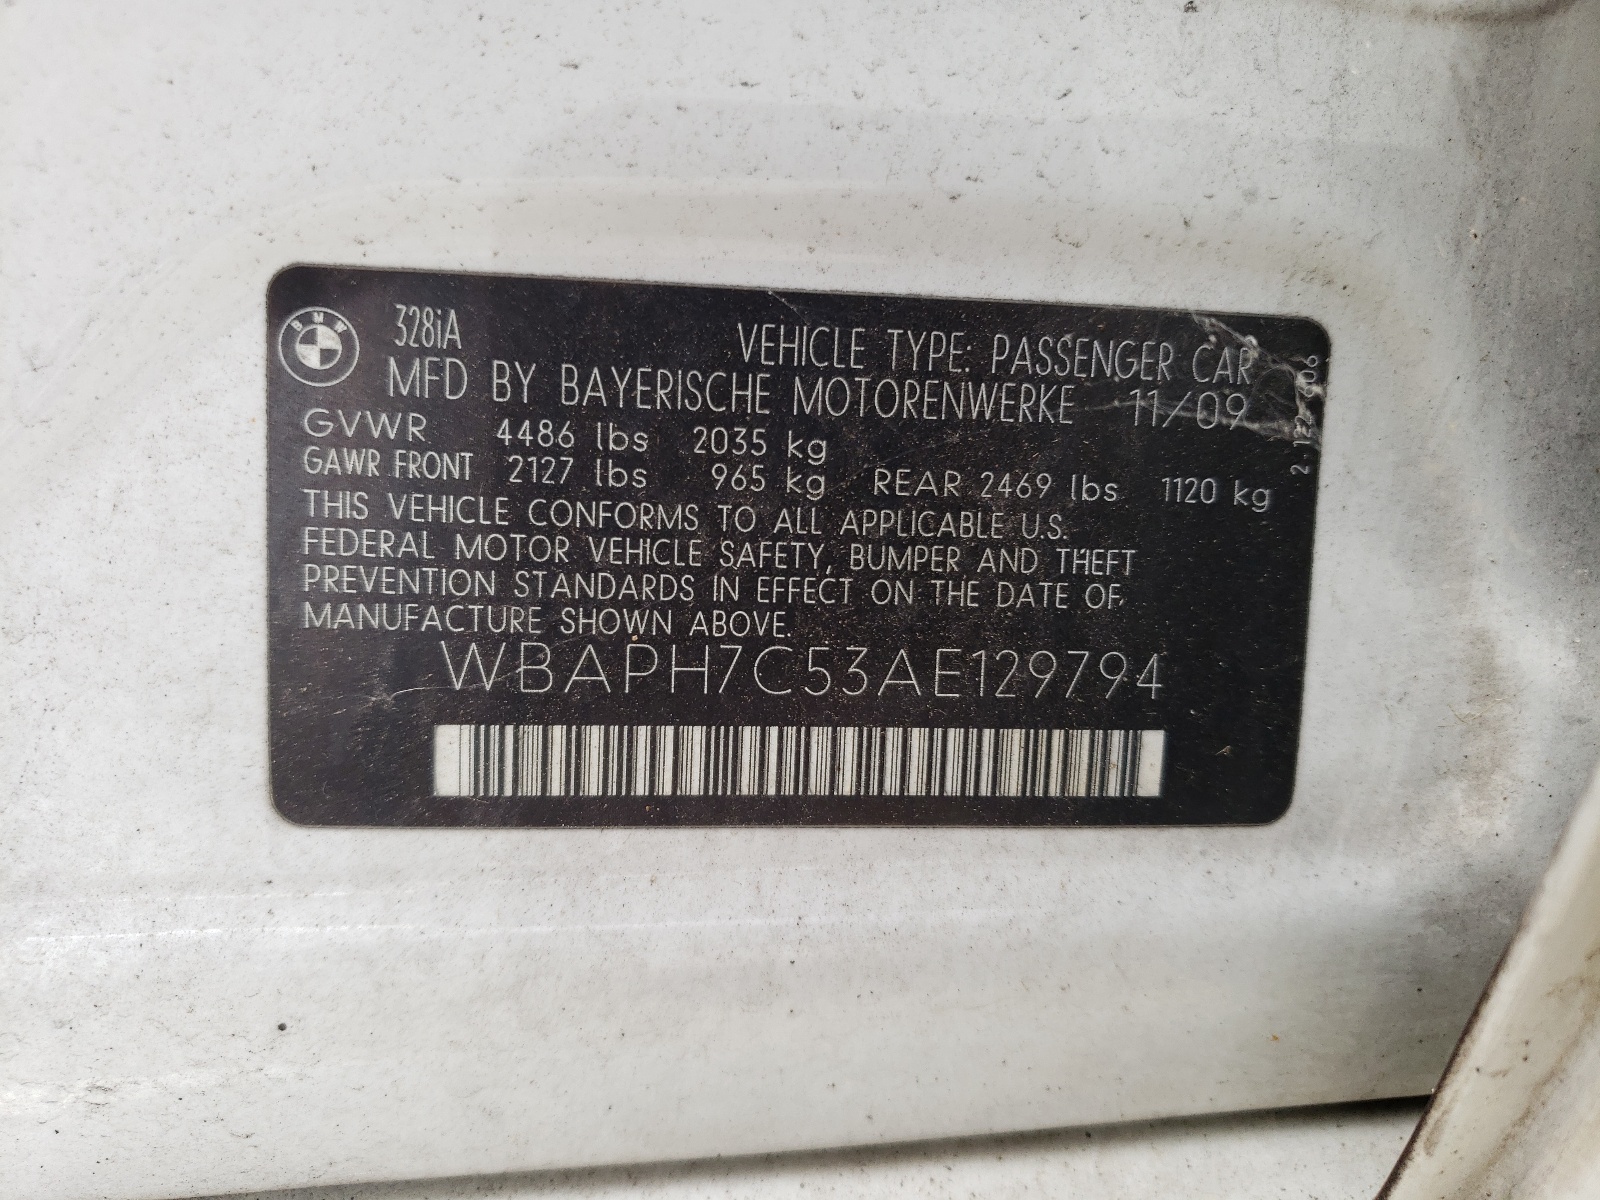 BMW
328iA
VEHICLE TYPE: PASSENGER CAR
MFD BY BAYERISCHE MOTORENWERKE 11/09
GVWR 4486 lbs 2035 kg
GAWR FRONT 2127 lbs 965 kg REAR 2469 lbs 1120 kg
THIS VEHICLE CONFORMS TO ALL APPLICABLE U.S.
FEDERAL MOTOR VEHICLE SAFETY, BUMPER AND THEFT
PREVENTION STANDARDS IN EFFECT ON THE DATE OF
MANUFACTURE SHOWN ABOVE.
WBAPH7C53AE129794